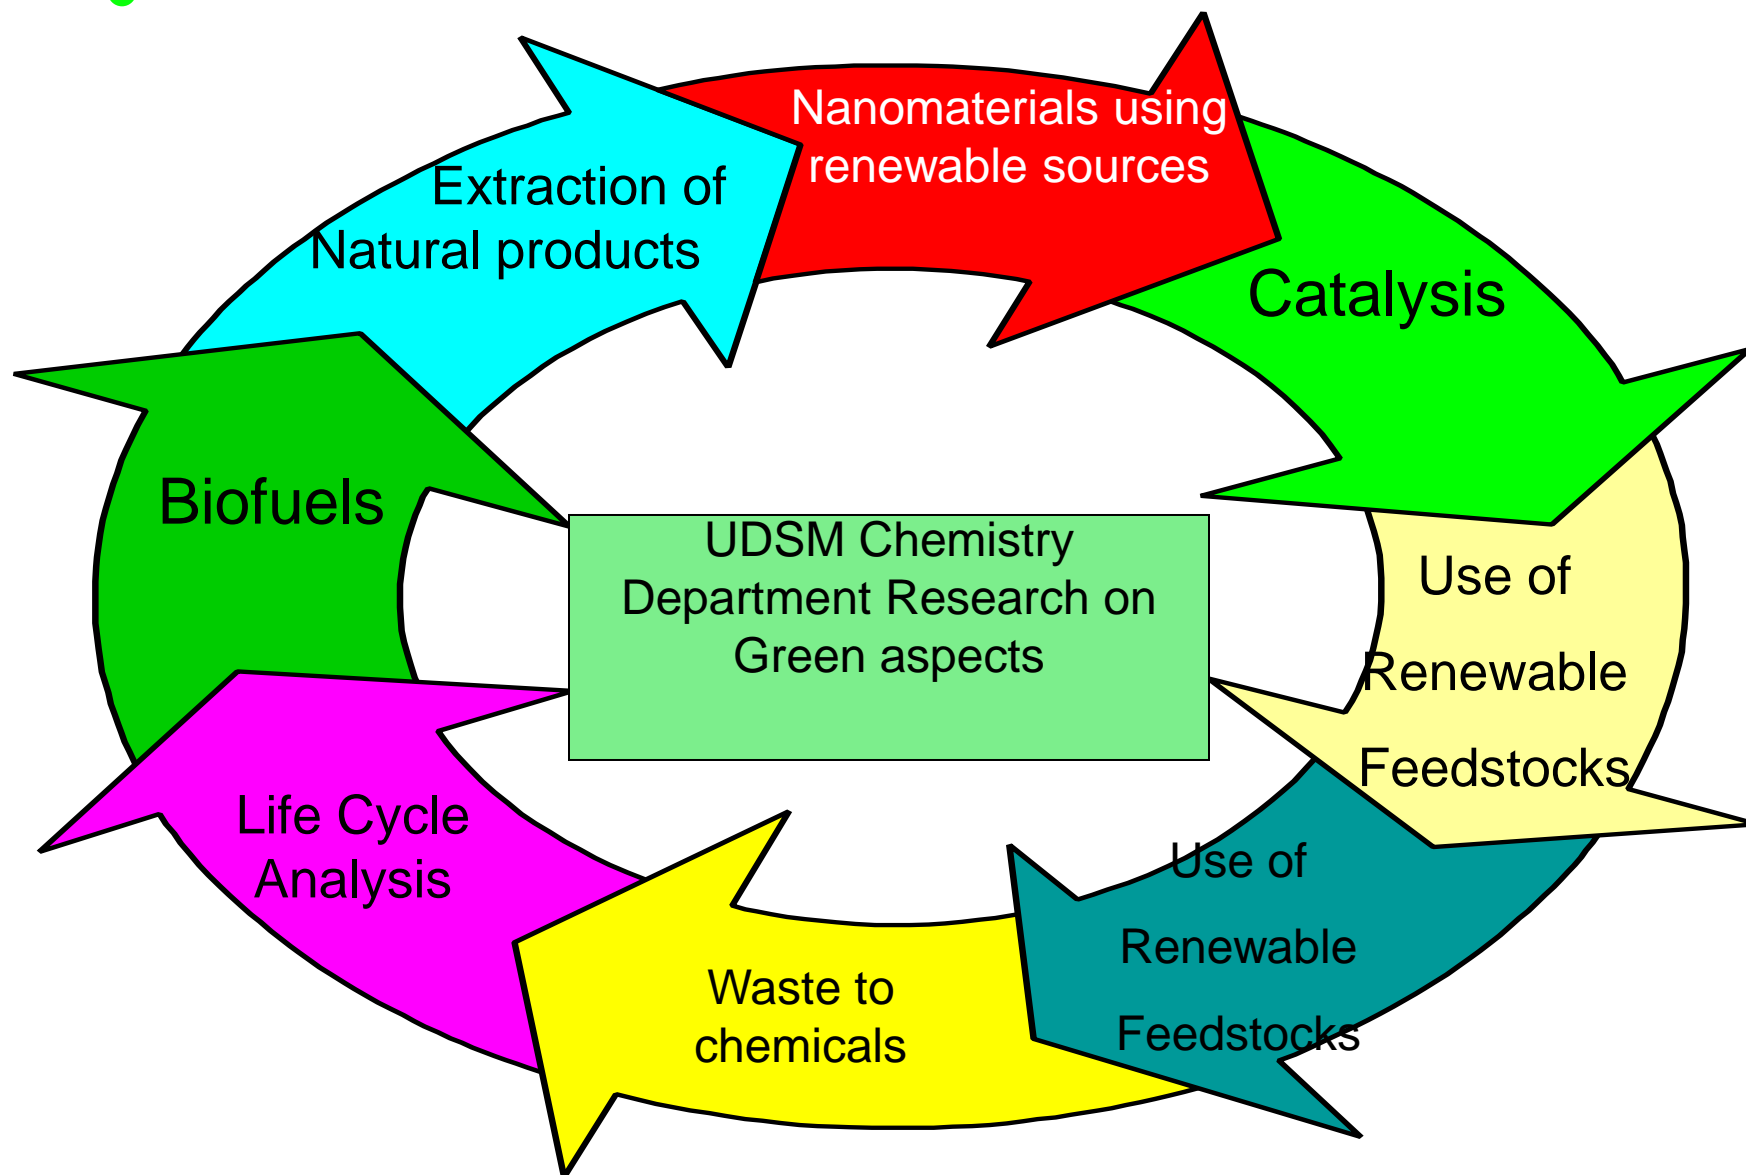 Nanomaterials using
renewable sources
Extraction of
Natural products
Catalysis
Biofuels
UDSM Chemistry
Department Research on
Green aspects
Use of
Renewable
Feedstocks
Life Cycle
Analysis
Use of
Renewable
Feedstocks
Waste to
chemicals